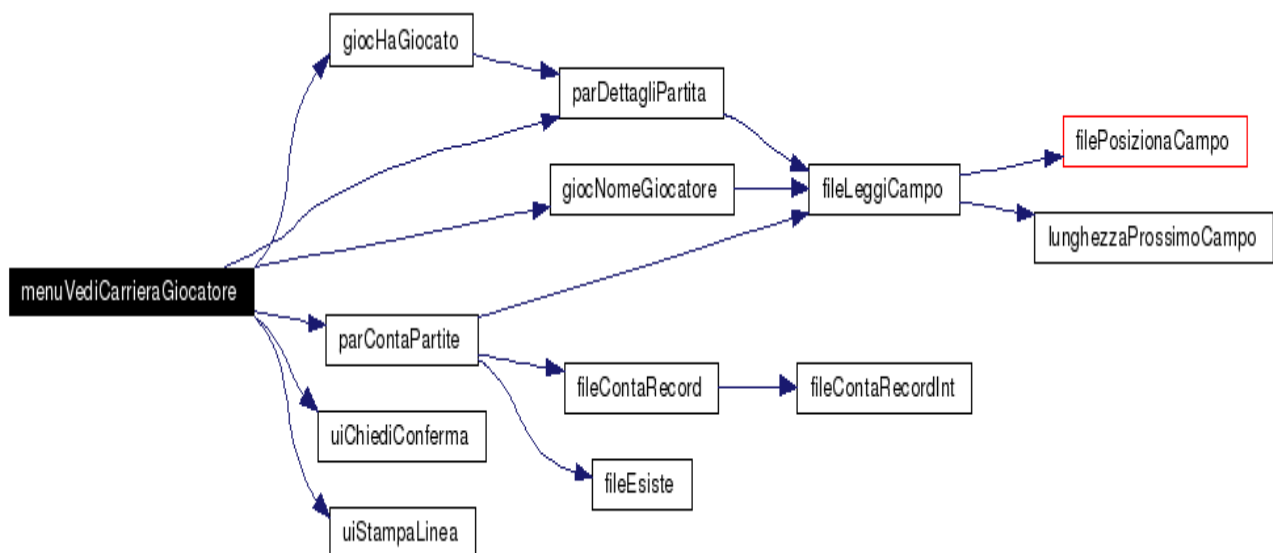 giocHaGiocato
parDettagliPartita
filePosizionaCampo
giocNomeGiocatore
fileLeggiCampo
lunghezzaProssimoCampo
menuVediCarrieraGiocatore
parContaPartite
fileContaRecord
fileContaRecordInt
uiChiediConferma
fileEsiste
uiStampaLinea